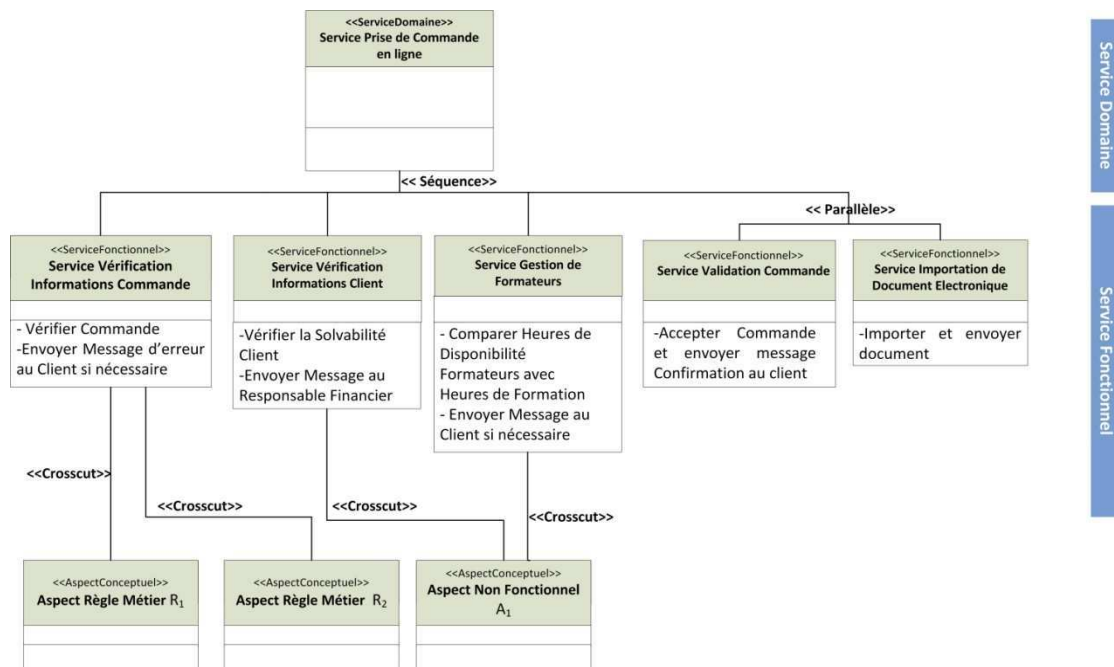 <<ServiceDomaine>>
Service Prise de Commande
en ligne
Service Domaine
<< Séquence>>
<< Parallèle>>
<<ServiceFonctionnel>>
Service Vérification
Informations Commande
- Vérifier Commande
-Envoyer Message d'erreur
au Client si nécessaire
<<ServiceFonctionnel>>
Service Vérification
Informations Client
-Vérifier la Solvabilité
Client
-Envoyer Message au
Responsable Financier
<<ServiceFonctionnel>>
Service Gestion de
Formateurs
- Comparer Heures de
Disponibilité
Formateurs avec
Heures de Formation
- Envoyer Message au
Client si nécessaire
<<ServiceFonctionnel>>
Service Validation Commande
-Accepter Commande
et envoyer message
Confirmation au client
<<ServiceFonctionnel>>
Service Importation de
Document Electronique
-Importer et envoyer
document
Service Fonctionnel
<<Crosscut>>
<<Crosscut>>
<<Crosscut>>
<<Crosscut>>
<<AspectConceptuel>>
Aspect Règle Métier R1
<<AspectConceptuel>>
Aspect Règle Métier R2
<<AspectConceptuel>>
Aspect Non Fonctionnel
A1